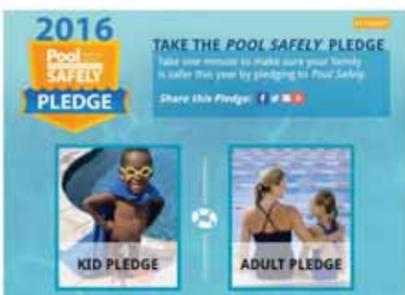 2016
Pool
SAFELY
PLEDGE
TAKE THE POOL SAFELY PLEDGE
Take one minute to make sure your family
is safer this year by pledging to Pool Safely.
Share this Pledge:
KID PLEDGE
ADULT PLEDGE